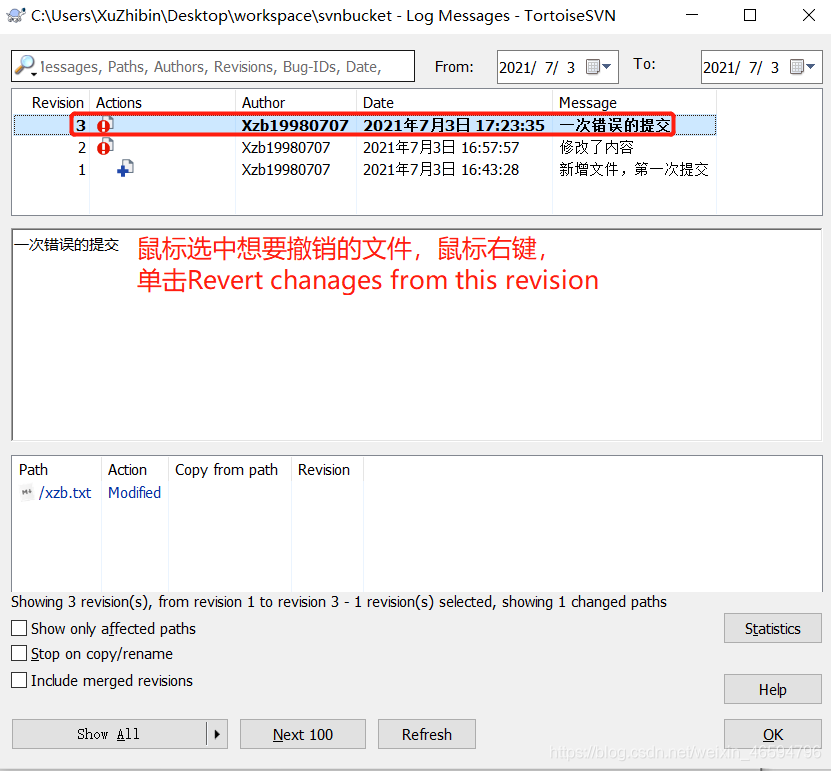 C:\Users\XuZhibin\Desktop\workspace\svnbucket - Log Messages - TortoiseSVN
Messages, Paths, Authors, Revisions, Bug-IDs, Date, From: 2021/ 7/ 3 To: 2021/ 7/ 3
Revision Actions Author Date Message
3 Xzb19980707 2021年7月3日 17:23:35 一次错误的提交
2 Xzb19980707 2021年7月3日 16:57:57 修改了内容
1 Xzb19980707 2021年7月3日 16:43:28 新增文件，第一次提交
一次错误的提交
鼠标选中想要撤销的文件，鼠标右键，
单击Revert chanages from this revision
Path Action Copy from path Revision
/xzb.txt Modified
Showing 3 revision(s), from revision 1 to revision 3 - 1 revision(s) selected, showing 1 changed paths
Show only affected paths
Statistics
Stop on copy/rename
Include merged revisions
Help
Show All Next 100 Refresh OK
https://blog.csdn.net/weixin_46594796